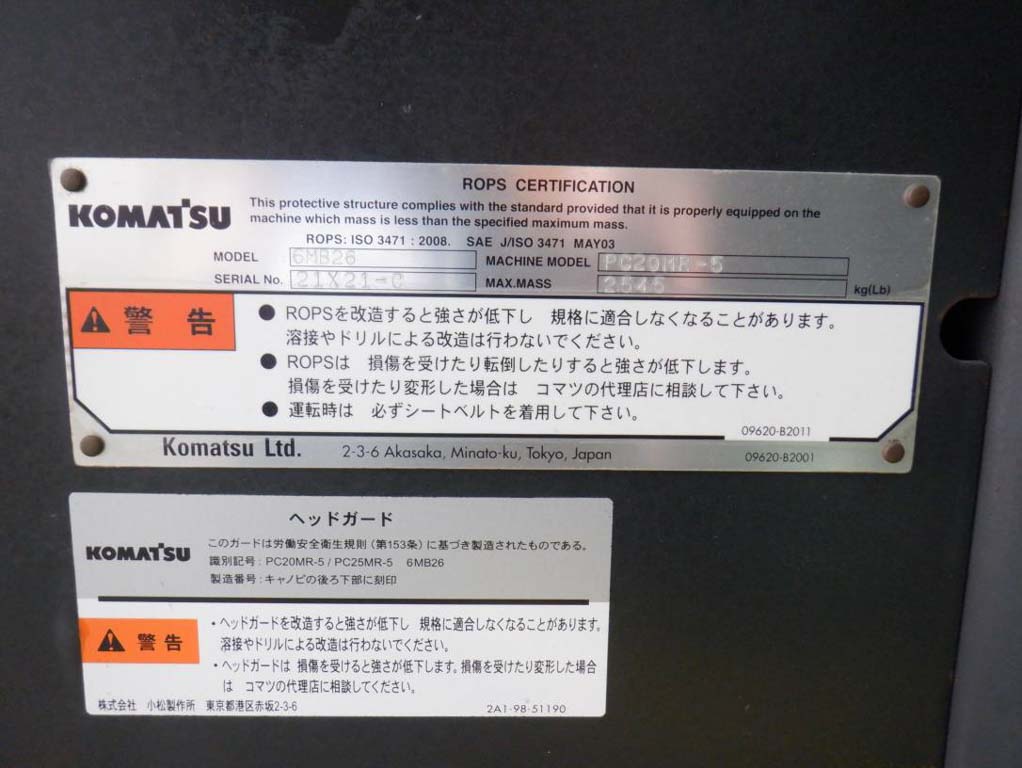 ROPS CERTIFICATION
KOMATSU
This protective structure complies with the standard provided that it is properly equipped on the
machine which mass is less than the specified maximum mass.
ROPS: ISO 3471 : 2008. SAE J/ISO 3471 MAY03
MODEL 6MB26 MACHINE MODEL PC20MR-5
SERIAL No. 21X21-C MAX.MASS 2545 kg(Lb)
警告
● ROPSを改造すると強さが低下し 規格に適合しなくなることがあります。
溶接やドリルによる改造は行わないでください。
● ROPSは 損傷を受けたり転倒したりすると強さが低下します。
損傷を受けたり変形した場合は コマツの代理店に相談して下さい。
● 運転時は 必ずシートベルトを着用して下さい。
09620-B2011
Komatsu Ltd. 2-3-6 Akasaka, Minato-ku, Tokyo, Japan 09620-B2001
ヘッドガード
KOMATSU
このガードは労働安全衛生規則(第153条)に基づき製造されたものである。
識別記号: PC20MR-5 / PC25MR-5 6MB26
製造番号: キャノピの後ろ下部に刻印
警告
・ヘッドガードを改造すると強さが低下し 規格に適合しなくなることがあります。
溶接やドリルによる改造は行わないでください。
・ヘッドガードは 損傷を受けると強さが低下します。損傷を受けたり変形した場合
は コマツの代理店に相談してください。
株式会社 小松製作所 東京都港区赤坂2-3-6 2A1-98-51190